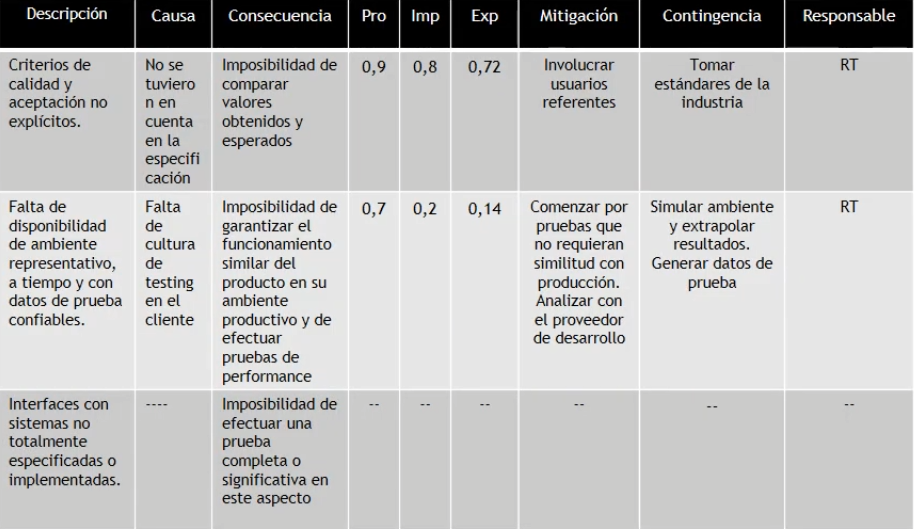 Descripción
Causa
Consecuencia
Pro
Imp
Exp
Mitigación
Contingencia
Responsable
Criterios de
calidad y
aceptación no
explícitos.
No se
tuviero
n en
cuenta
en la
especifi
cación
Imposibilidad de
comparar
valores
obtenidos y
esperados
0,9
0,8
0,72
Involucrar
usuarios
referentes
Tomar
estándares de la
industria
RT
Falta de
disponibilidad
de ambiente
representativo,
a tiempo y con
datos de prueba
confiables.
Falta
de
cultura
de
testing
en el
cliente
Imposibilidad de
garantizar el
funcionamiento
similar del
producto en su
ambiente
productivo y de
efectuar
pruebas de
performance
0,7
0,2
0,14
Comenzar por
pruebas que
no requieran
similitud con
producción.
Analizar con
el proveedor
de desarrollo
Simular ambiente
y extrapolar
resultados.
Generar datos de
prueba
RT
Interfaces con
sistemas no
totalmente
especificadas o
implementadas.
----
Imposibilidad de
efectuar una
prueba
completa o
significativa en
este aspecto
--
--
--
--
--
--